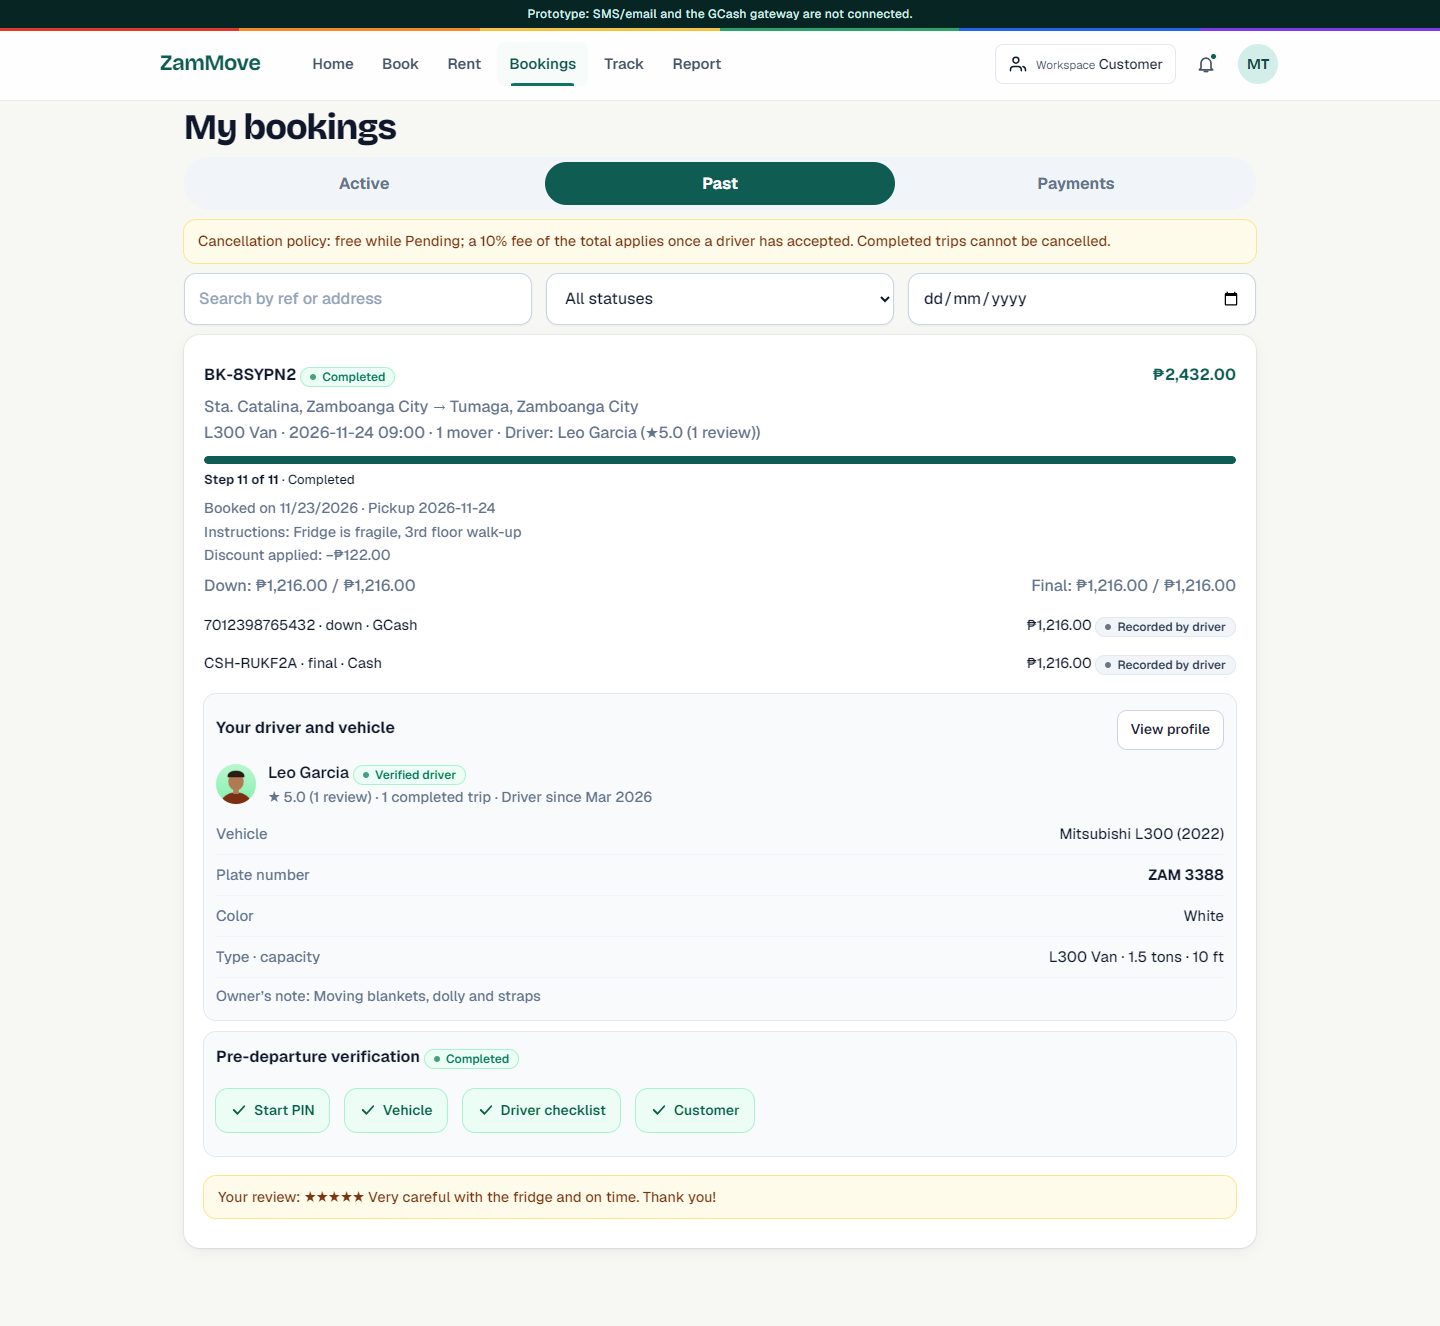 Prototype: SMS/email and the GCash gateway are not connected.
ZamMove Home Book Rent Bookings Track Report Workspace Customer MT
My bookings
Active Past Payments
Cancellation policy: free while Pending; a 10% fee of the total applies once a driver has accepted. Completed trips cannot be cancelled.
Search by ref or address All statuses dd/mm/yyyy
BK-8SYPN2 Completed ₱2,432.00
Sta. Catalina, Zamboanga City → Tumaga, Zamboanga City
L300 Van · 2026-11-24 09:00 · 1 mover · Driver: Leo Garcia (★5.0 (1 review))
Step 11 of 11 · Completed
Booked on 11/23/2026 · Pickup 2026-11-24
Instructions: Fridge is fragile, 3rd floor walk-up
Discount applied: −₱122.00
Down: ₱1,216.00 / ₱1,216.00 Final: ₱1,216.00 / ₱1,216.00
7012398765432 · down · GCash ₱1,216.00 Recorded by driver
CSH-RUKF2A · final · Cash ₱1,216.00 Recorded by driver
Your driver and vehicle View profile
Leo Garcia Verified driver
★ 5.0 (1 review) · 1 completed trip · Driver since Mar 2026
Vehicle Mitsubishi L300 (2022)
Plate number ZAM 3388
Color White
Type · capacity L300 Van · 1.5 tons · 10 ft
Owner's note: Moving blankets, dolly and straps
Pre-departure verification Completed
Start PIN Vehicle Driver checklist Customer
Your review: ★★★★★ Very careful with the fridge and on time. Thank you!